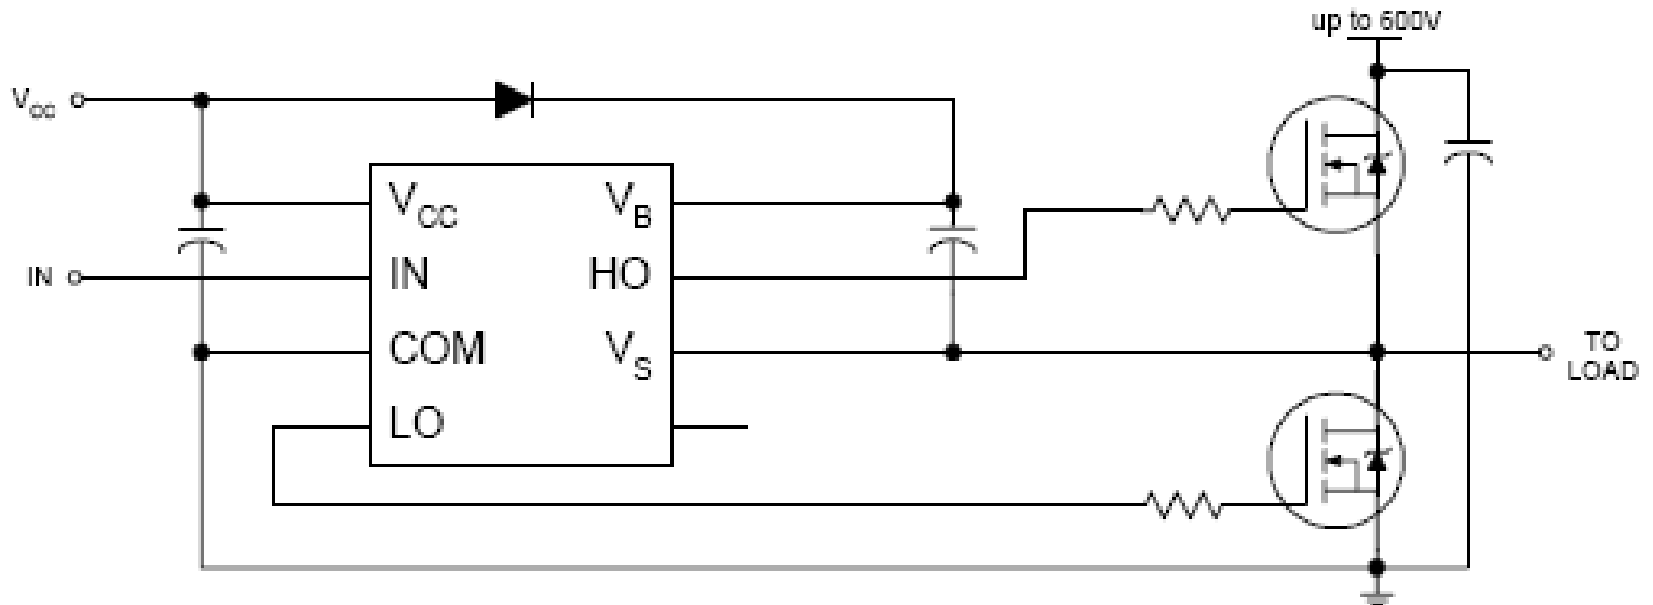 up to 600V
VCC
VCC
VB
IN
IN
HO
COM
VS
TO
LOAD
LO